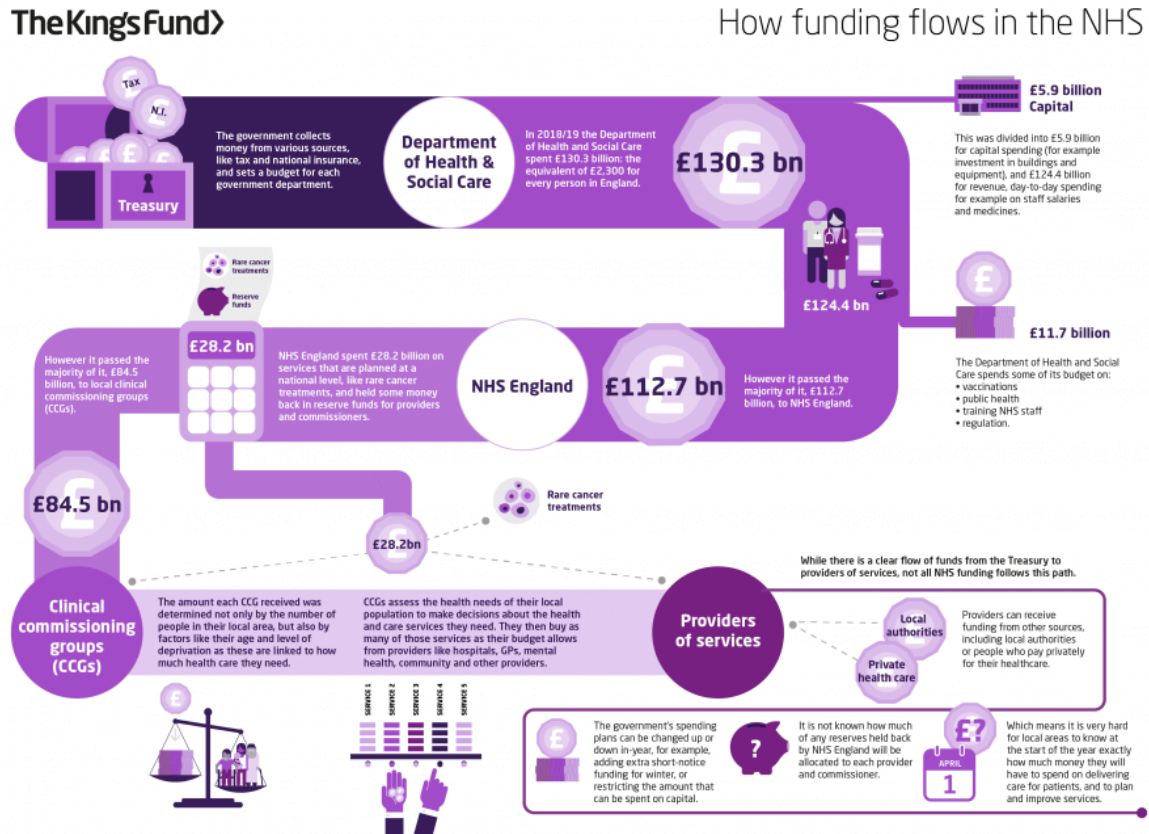 TheKingsFund>
How funding flows in the NHS
Tax
N.I.
Treasury
The government collects
money from various sources,
like tax and national insurance,
and sets a budget for each
government department.
Department
of Health &
Social Care
In 2018/19 the Department
of Health and Social Care
spent £130.3 billion: the
equivalent of £2,300 for
every person in England.
£130.3 bn
£5.9 billion
Capital
This was divided into £5.9 billion
for capital spending (for example
investment in buildings and
equipment), and £124.4 billion
for revenue, day-to-day spending
for example on staff salaries
and medicines.
£124.4 bn
£
£11.7 billion
The Department of Health and Social
Care spends some of its budget on:
• vaccinations
• public health
• training NHS staff
• regulation.
However it passed the
majority of it, £112.7
billion, to NHS England.
£112.7 bn
NHS England
NHS England spent £28.2 billion on
services that are planned at a
national level, like rare cancer
treatments, and held some money
back in reserve funds for providers
and commissioners.
Rare cancer
treatments
Reserve
funds
£28.2 bn
However it passed the
majority of it, £84.5
billion, to local clinical
commissioning groups
(CCGs).
£84.5 bn
£28.2bn
Rare cancer
treatments
Clinical
commissioning
groups
(CCGs)
The amount each CCG received was
determined not only by the number of
people in their local area, but also by
factors like their age and level of
deprivation as these are linked to how
much health care they need.
CCGs assess the health needs of their local
population to make decisions about the health
and care services they need. They then buy as
many of those services as their budget allows
from providers like hospitals, GPs, mental
health, community and other providers.
Providers
of services
While there is a clear flow of funds from the Treasury to
providers of services, not all NHS funding follows this path.
Local
authorities
Private
health care
Providers can receive
funding from other sources,
including local authorities
or people who pay privately
for their healthcare.
£
SERVICE 1
SERVICE 2
SERVICE 3
SERVICE 4
SERVICE 5
£
The government's spending
plans can be changed up or
down in-year, for example,
adding extra short-notice
funding for winter, or
restricting the amount that
can be spent on capital.
?
It is not known how much
of any reserves held back
by NHS England will be
allocated to each provider
and commissioner.
£?
APRIL
1
Which means it is very hard
for local areas to know at
the start of the year exactly
how much money they will
have to spend on delivering
care for patients, and to plan
and improve services.